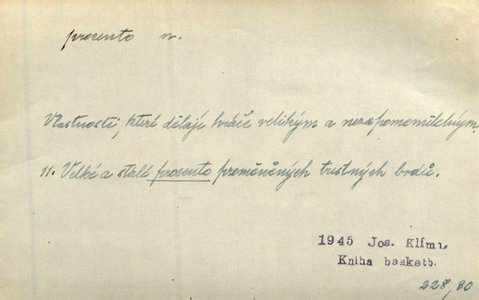 procento n.
Vlastnosti, které dělají hráče velikým a nezapomenutelným.
11. Velké a stálé procento proměněných trestných bodů.
1945 Jos. Klíma,
Kniha basketb.
228,80